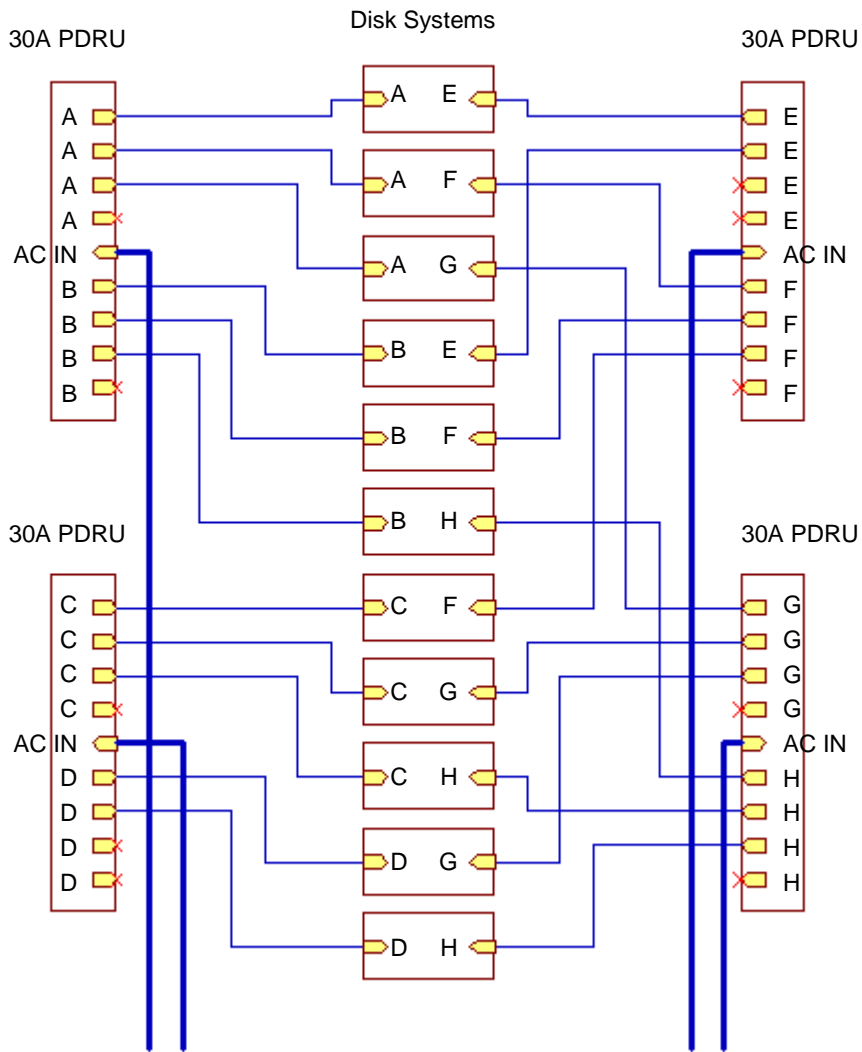 Disk Systems
30A PDRU
30A PDRU
A
A
A
A
AC IN
B
B
B
B
A E
A F
A G
B E
B F
B H
E
E
E
E
AC IN
F
F
F
F
30A PDRU
30A PDRU
C
C
C
C
AC IN
D
D
D
D
C F
C G
C H
D G
D H
G
G
G
G
AC IN
H
H
H
H